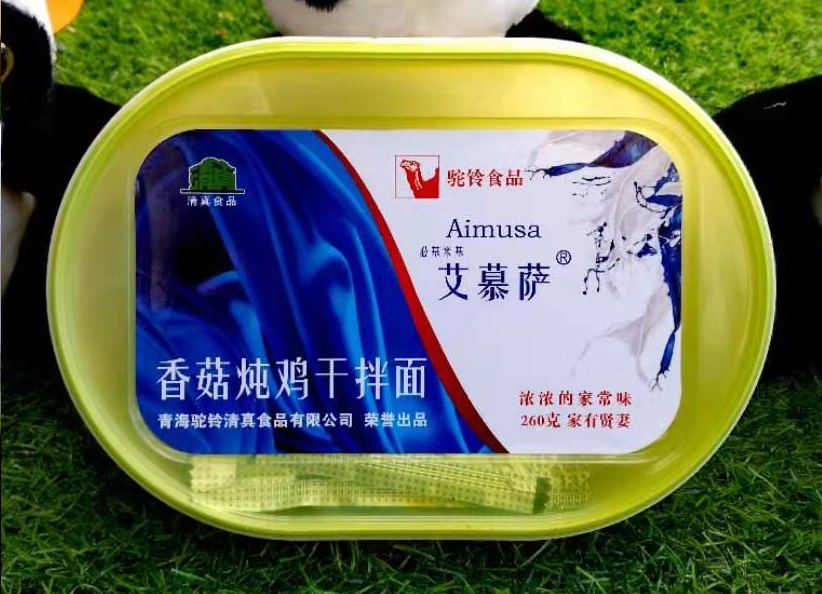 清真食品
驼铃食品
Aimusa
艾慕萨®
香菇炖鸡干拌面
青海驼铃清真食品有限公司 荣誉出品
浓浓的家常味
260克 家有贤妻